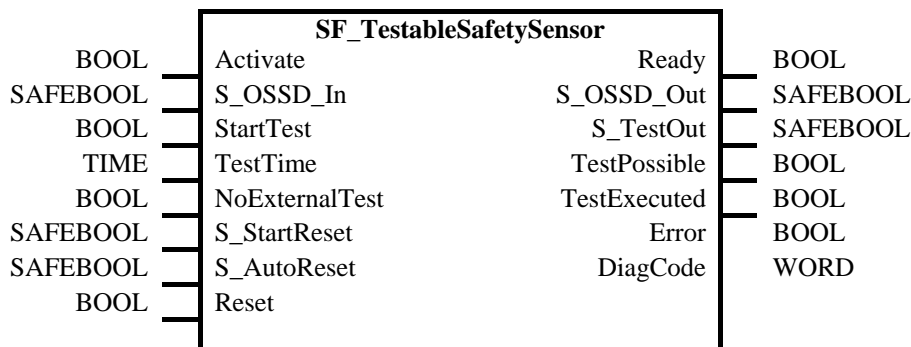 SF_TestableSafetySensor
BOOL Activate Ready BOOL
SAFEBOOL S_OSSD_In S_OSSD_Out SAFEBOOL
BOOL StartTest S_TestOut SAFEBOOL
TIME TestTime TestPossible BOOL
BOOL NoExternalTest TestExecuted BOOL
SAFEBOOL S_StartReset Error BOOL
SAFEBOOL S_AutoReset DiagCode WORD
BOOL Reset